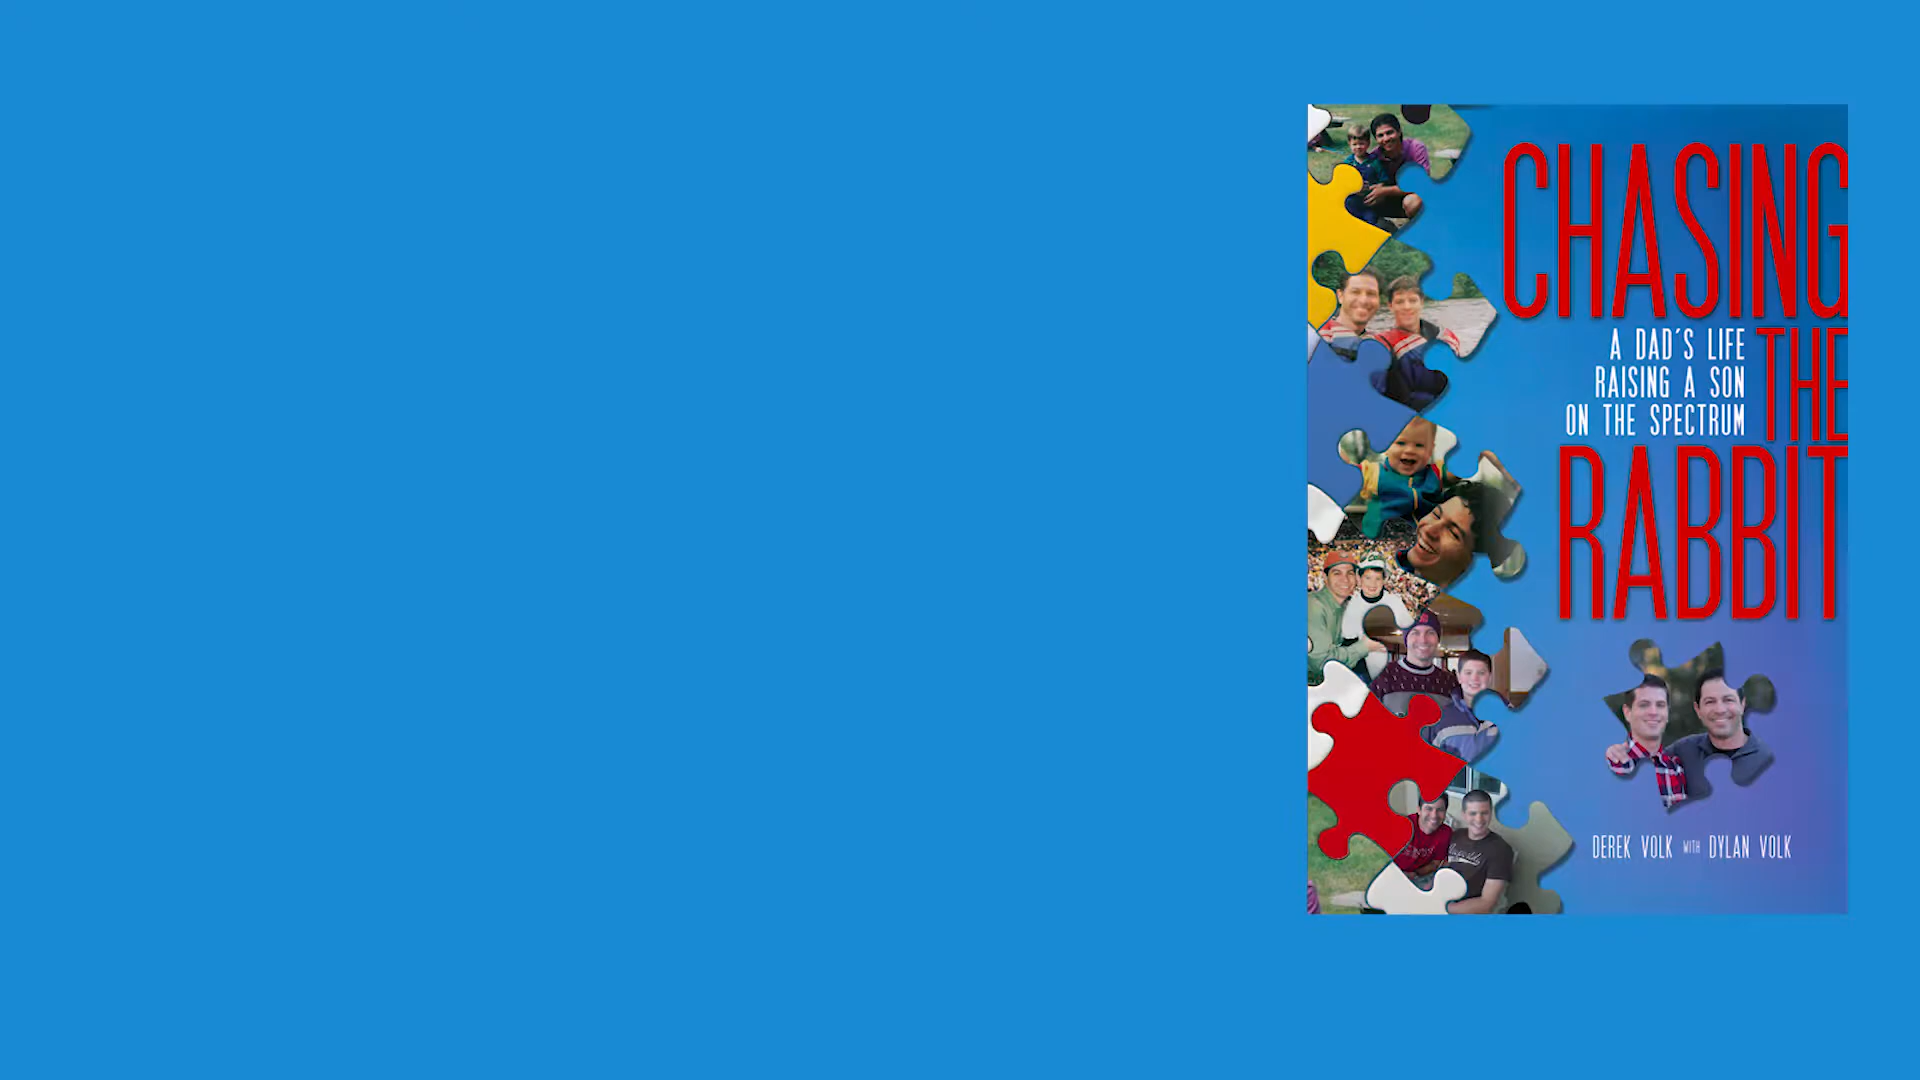 CHASING
A DAD'S LIFE
RAISING A SON
ON THE SPECTRUM
THE
RABBIT
DEREK VOLK WITH DYLAN VOLK